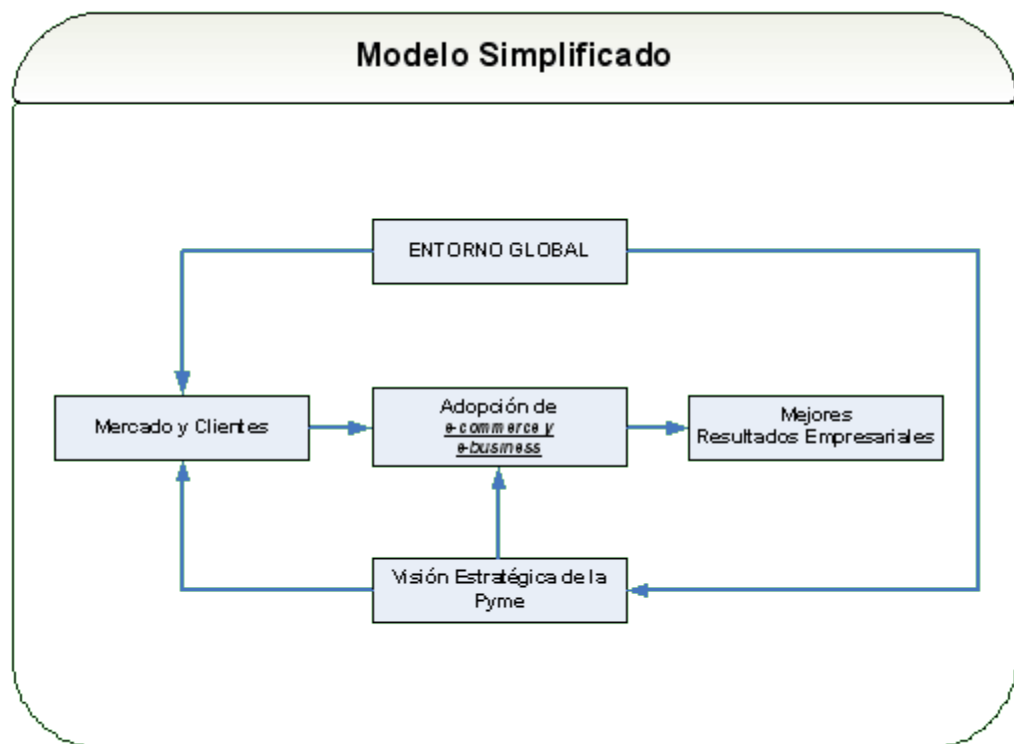 Modelo Simplificado
ENTORNO GLOBAL
Mercado y Clientes
Adopción de
e-commerce y
e-business
Mejores
Resultados Empresariales
Visión Estratégica de la
Pyme